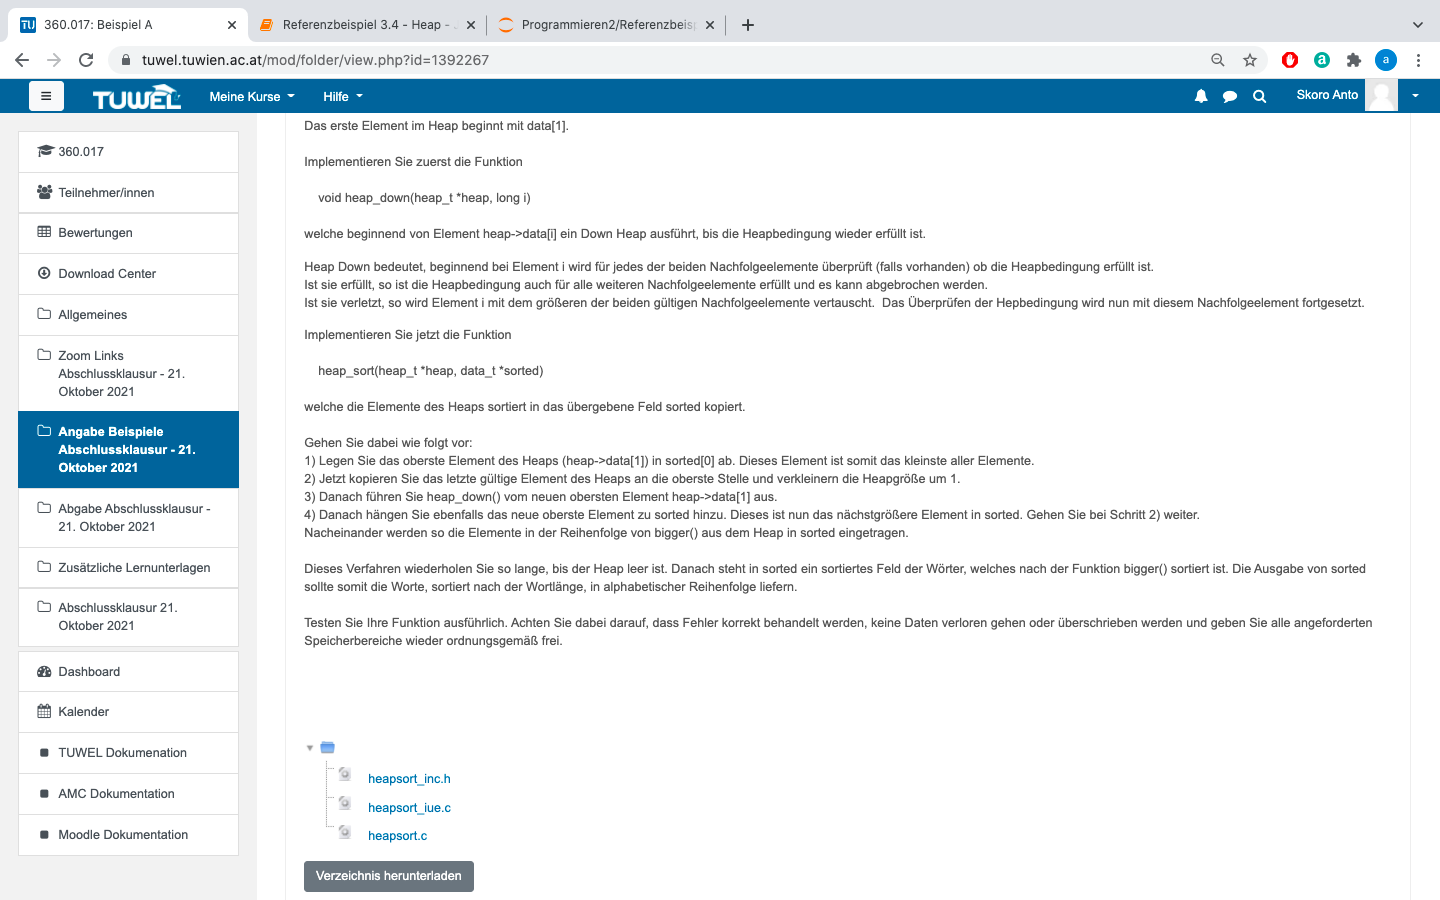 360.017: Beispiel A
Referenzbeispiel 3.4 - Heap -
Programmieren2/Referenzbeis
tuwel.tuwien.ac.at/mod/folder/view.php?id=1392267
a
a
TUWEL
Meine Kurse
Hilfe
Skoro Anto
360.017
Teilnehmer/innen
Bewertungen
Download Center
Allgemeines
Zoom Links
Abschlussklausur - 21.
Oktober 2021
Angabe Beispiele
Abschlussklausur - 21.
Oktober 2021
Abgabe Abschlussklausur -
21. Oktober 2021
Zusätzliche Lernunterlagen
Abschlussklausur 21.
Oktober 2021
Dashboard
Kalender
TUWEL Dokumenation
AMC Dokumentation
Moodle Dokumentation
Das erste Element im Heap beginnt mit data[1].
Implementieren Sie zuerst die Funktion
void heap_down(heap_t *heap, long i)
welche beginnend von Element heap->data[i] ein Down Heap ausführt, bis die Heapbedingung wieder erfüllt ist.
Heap Down bedeutet, beginnend bei Element i wird für jedes der beiden Nachfolgeelemente überprüft (falls vorhanden) ob die Heapbedingung erfüllt ist.
Ist sie erfüllt, so ist die Heapbedingung auch für alle weiteren Nachfolgeelemente erfüllt und es kann abgebrochen werden.
Ist sie verletzt, so wird Element i mit dem größeren der beiden gültigen Nachfolgeelemente vertauscht.  Das Überprüfen der Hepbedingung wird nun mit diesem Nachfolgeelement fortgesetzt.
Implementieren Sie jetzt die Funktion
heap_sort(heap_t *heap, data_t *sorted)
welche die Elemente des Heaps sortiert in das übergebene Feld sorted kopiert.
Gehen Sie dabei wie folgt vor:
1) Legen Sie das oberste Element des Heaps (heap->data[1]) in sorted[0] ab. Dieses Element ist somit das kleinste aller Elemente.
2) Jetzt kopieren Sie das letzte gültige Element des Heaps an die oberste Stelle und verkleinern die Heapgröße um 1.
3) Danach führen Sie heap_down() vom neuen obersten Element heap->data[1] aus.
4) Danach hängen Sie ebenfalls das neue oberste Element zu sorted hinzu. Dieses ist nun das nächstgrößere Element in sorted. Gehen Sie bei Schritt 2) weiter.
Nacheinander werden so die Elemente in der Reihenfolge von bigger() aus dem Heap in sorted eingetragen.
Dieses Verfahren wiederholen Sie so lange, bis der Heap leer ist. Danach steht in sorted ein sortiertes Feld der Wörter, welches nach der Funktion bigger() sortiert ist. Die Ausgabe von sorted
sollte somit die Worte, sortiert nach der Wortlänge, in alphabetischer Reihenfolge liefern.
Testen Sie Ihre Funktion ausführlich. Achten Sie dabei darauf, dass Fehler korrekt behandelt werden, keine Daten verloren gehen oder überschrieben werden und geben Sie alle angeforderten
Speicherbereiche wieder ordnungsgemäß frei.
heapsort_inc.h
heapsort_iue.c
heapsort.c
Verzeichnis herunterladen